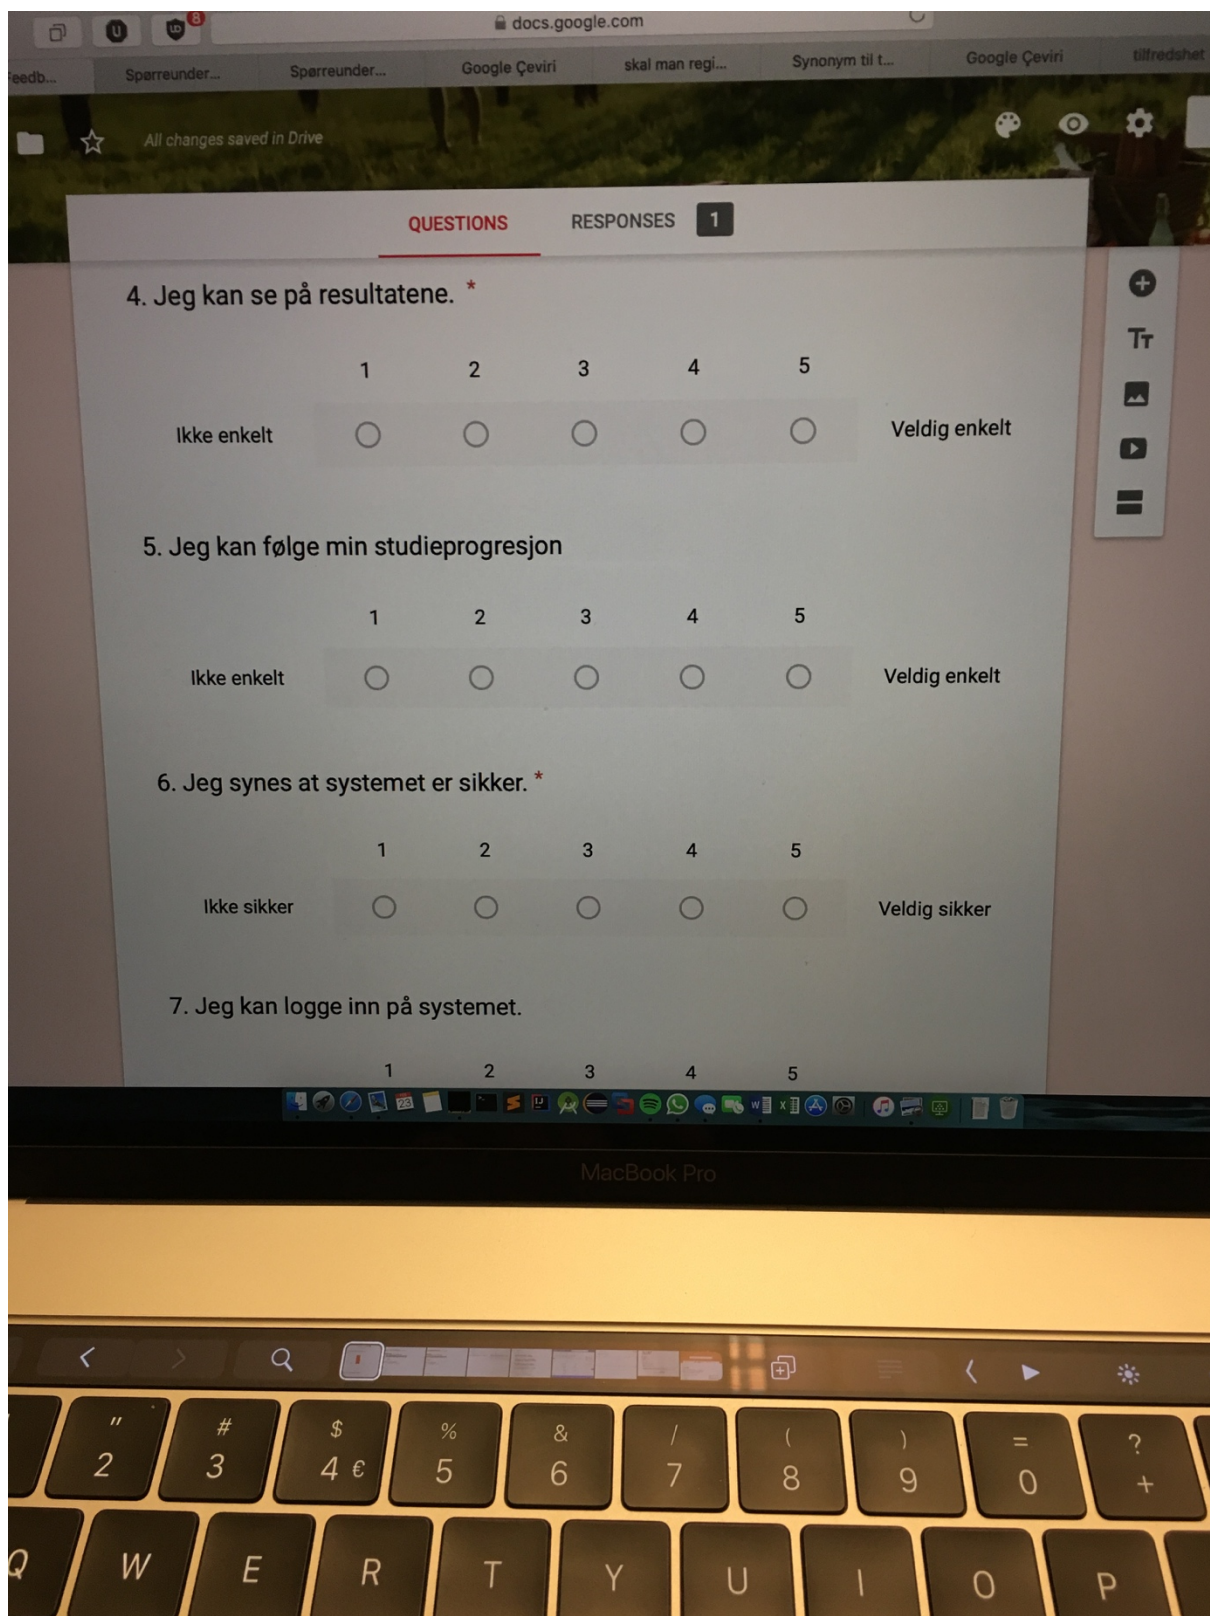 8
docs.google.com
Feedb... Spørreunder... Spørreunder... Google Çeviri skal man regi... Synonym til t... Google Çeviri tilfredshet
All changes saved in Drive
QUESTIONS RESPONSES 1
4. Jeg kan se på resultatene. *
1 2 3 4 5
Ikke enkelt Veldig enkelt
Tт
5. Jeg kan følge min studieprogresjon
1 2 3 4 5
Ikke enkelt Veldig enkelt
6. Jeg synes at systemet er sikker. *
1 2 3 4 5
Ikke sikker Veldig sikker
7. Jeg kan logge inn på systemet.
1 2 3 4 5
23
MacBook Pro
" # $ % & / ( ) = ?
2 3 4 € 5 6 7 8 9 0 +
Q W E R T Y U I O P